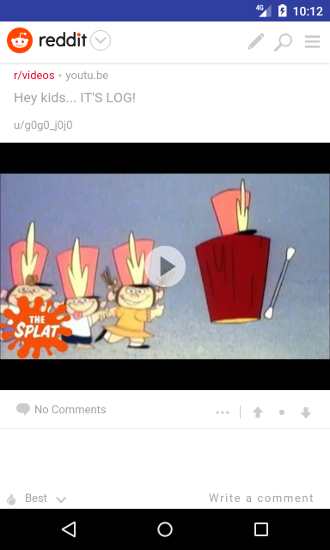 4G 10:12
reddit
r/videos • youtu.be
Hey kids... IT'S LOG!
u/g0g0_j0j0
THE
SPLAT
No Comments
Best
Write a comment